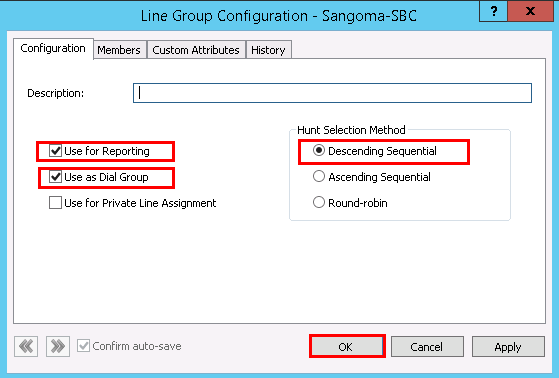 Line Group Configuration - Sangoma-SBC
? X
Configuration Members Custom Attributes History
Description:
Hunt Selection Method
Use for Reporting
Descending Sequential
Use as Dial Group
Ascending Sequential
Use for Private Line Assignment
Round-robin
Confirm auto-save
OK Cancel Apply